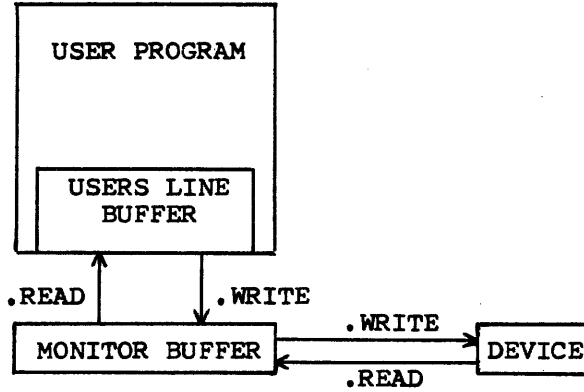 USER PROGRAM
USERS LINE
BUFFER
.READ
.WRITE
.WRITE
MONITOR BUFFER
DEVICE
.READ